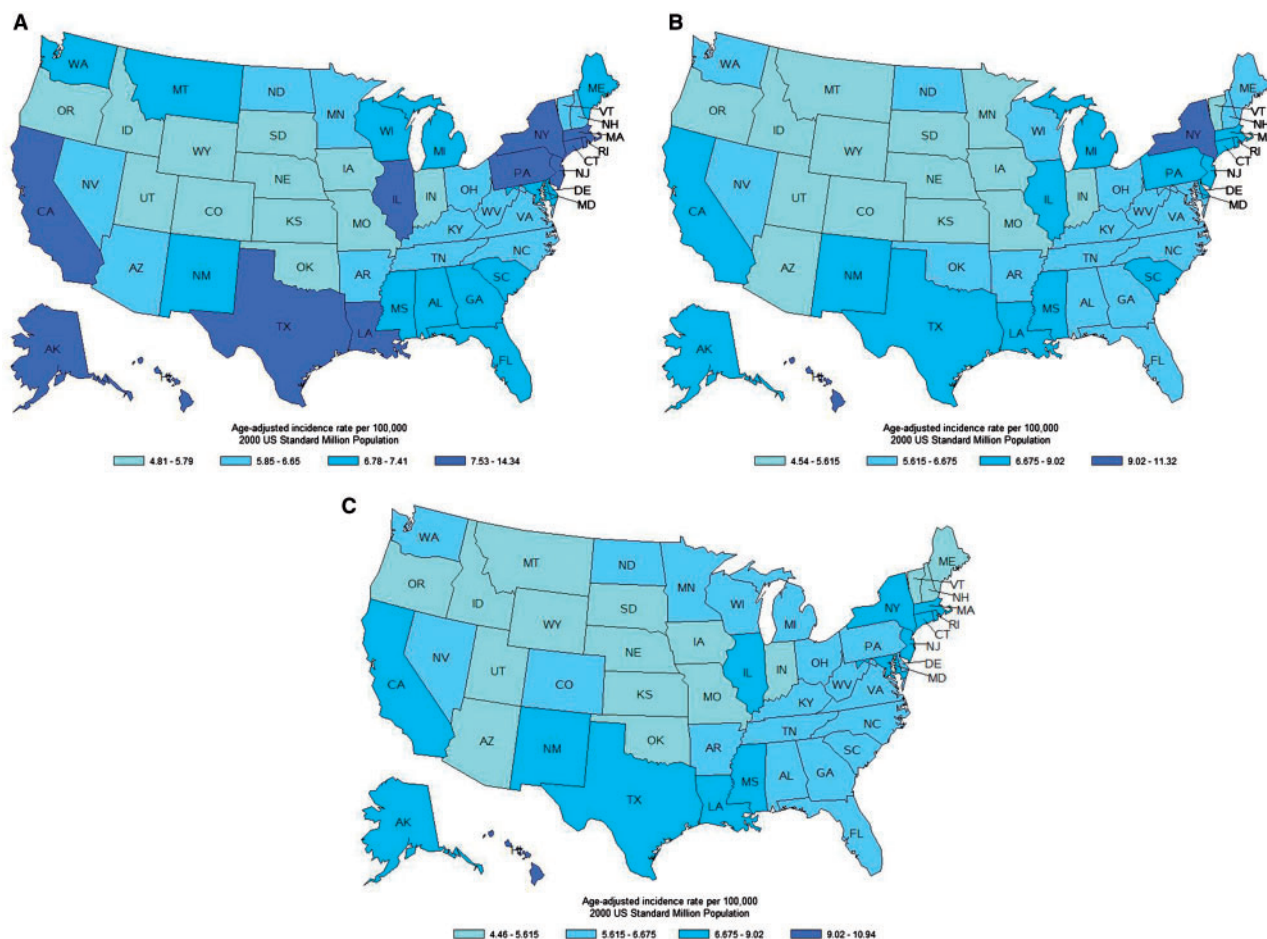 A
WA
MT
ND
MN
ME
VT
NH
MA
RI
CT
NJ
DE
MD
OR
ID
WY
SD
WI
MI
NY
PA
NE
IA
IL
IN
OH
WV
VA
NV
UT
CO
KS
MO
KY
CA
AZ
NM
OK
AR
TN
NC
SC
TX
LA
MS
AL
GA
FL
AK
Age-adjusted incidence rate per 100,000
2000 US Standard Million Population
4.81 - 5.79
5.85 - 6.65
6.78 - 7.41
7.53 - 14.34
B
WA
MT
ND
MN
ME
VT
NH
RI
CT
NJ
DE
MD
OR
ID
WY
SD
WI
MI
NY
PA
NE
IA
IL
IN
OH
WV
VA
NV
UT
CO
KS
MO
KY
CA
AZ
NM
OK
AR
TN
NC
SC
TX
LA
MS
AL
GA
FL
AK
Age-adjusted incidence rate per 100,000
2000 US Standard Million Population
4.54 - 5.615
5.615 - 6.675
6.675 - 9.02
9.02 - 11.32
C
WA
MT
ND
MN
ME
VT
NH
MA
RI
CT
NJ
DE
MD
OR
ID
WY
SD
WI
MI
NY
PA
NE
IA
IL
IN
OH
WV
VA
NV
UT
CO
KS
MO
KY
CA
AZ
NM
OK
AR
TN
NC
SC
TX
LA
MS
AL
GA
FL
AK
Age-adjusted incidence rate per 100,000
2000 US Standard Million Population
4.46 - 5.615
5.615 - 6.675
6.675 - 9.02
9.02 - 10.94